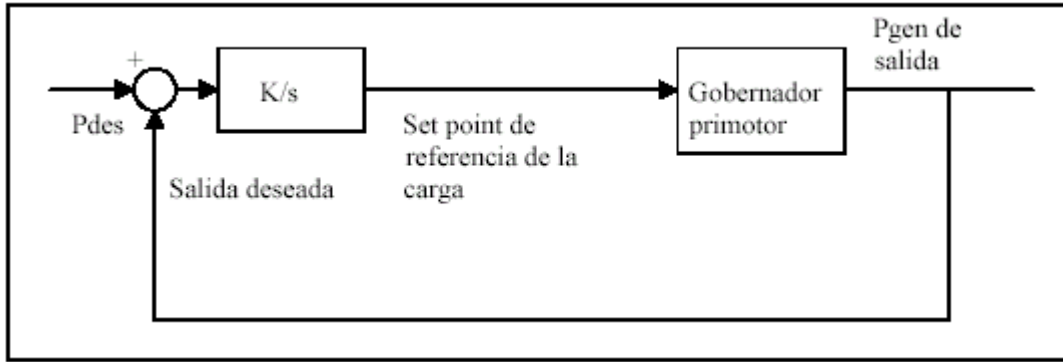 Pgen de
salida
+
K/s
Gobernador
primotor
Pdes
Set point de
referencia de la
carga
Salida deseada